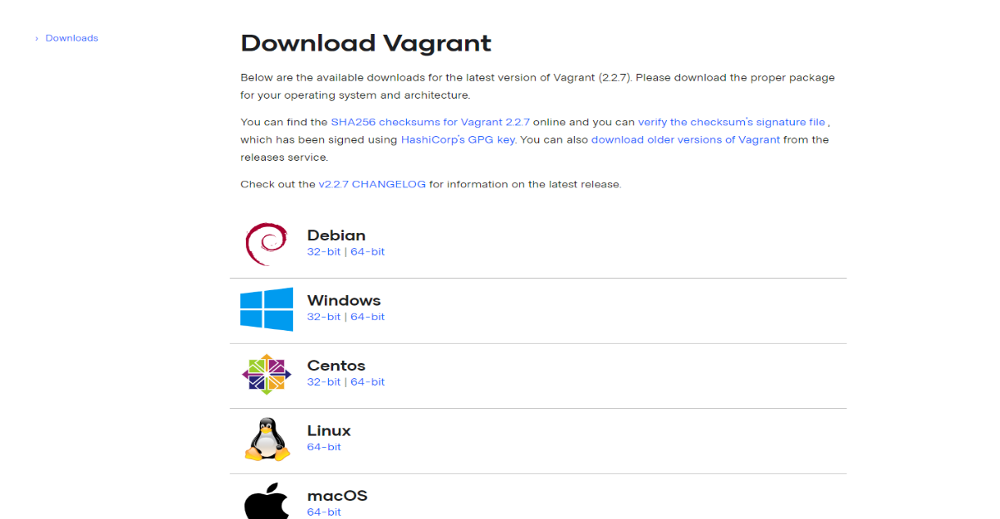 › Downloads
Download Vagrant
Below are the available downloads for the latest version of Vagrant (2.2.7). Please download the proper package
for your operating system and architecture.
You can find the SHA256 checksums for Vagrant 2.2.7 online and you can verify the checksum's signature file ,
which has been signed using HashiCorp's GPG key. You can also download older versions of Vagrant from the
releases service.
Check out the v2.2.7 CHANGELOG for information on the latest release.
Debian
32-bit | 64-bit
Windows
32-bit | 64-bit
Centos
32-bit | 64-bit
Linux
64-bit
macOS
64-bit